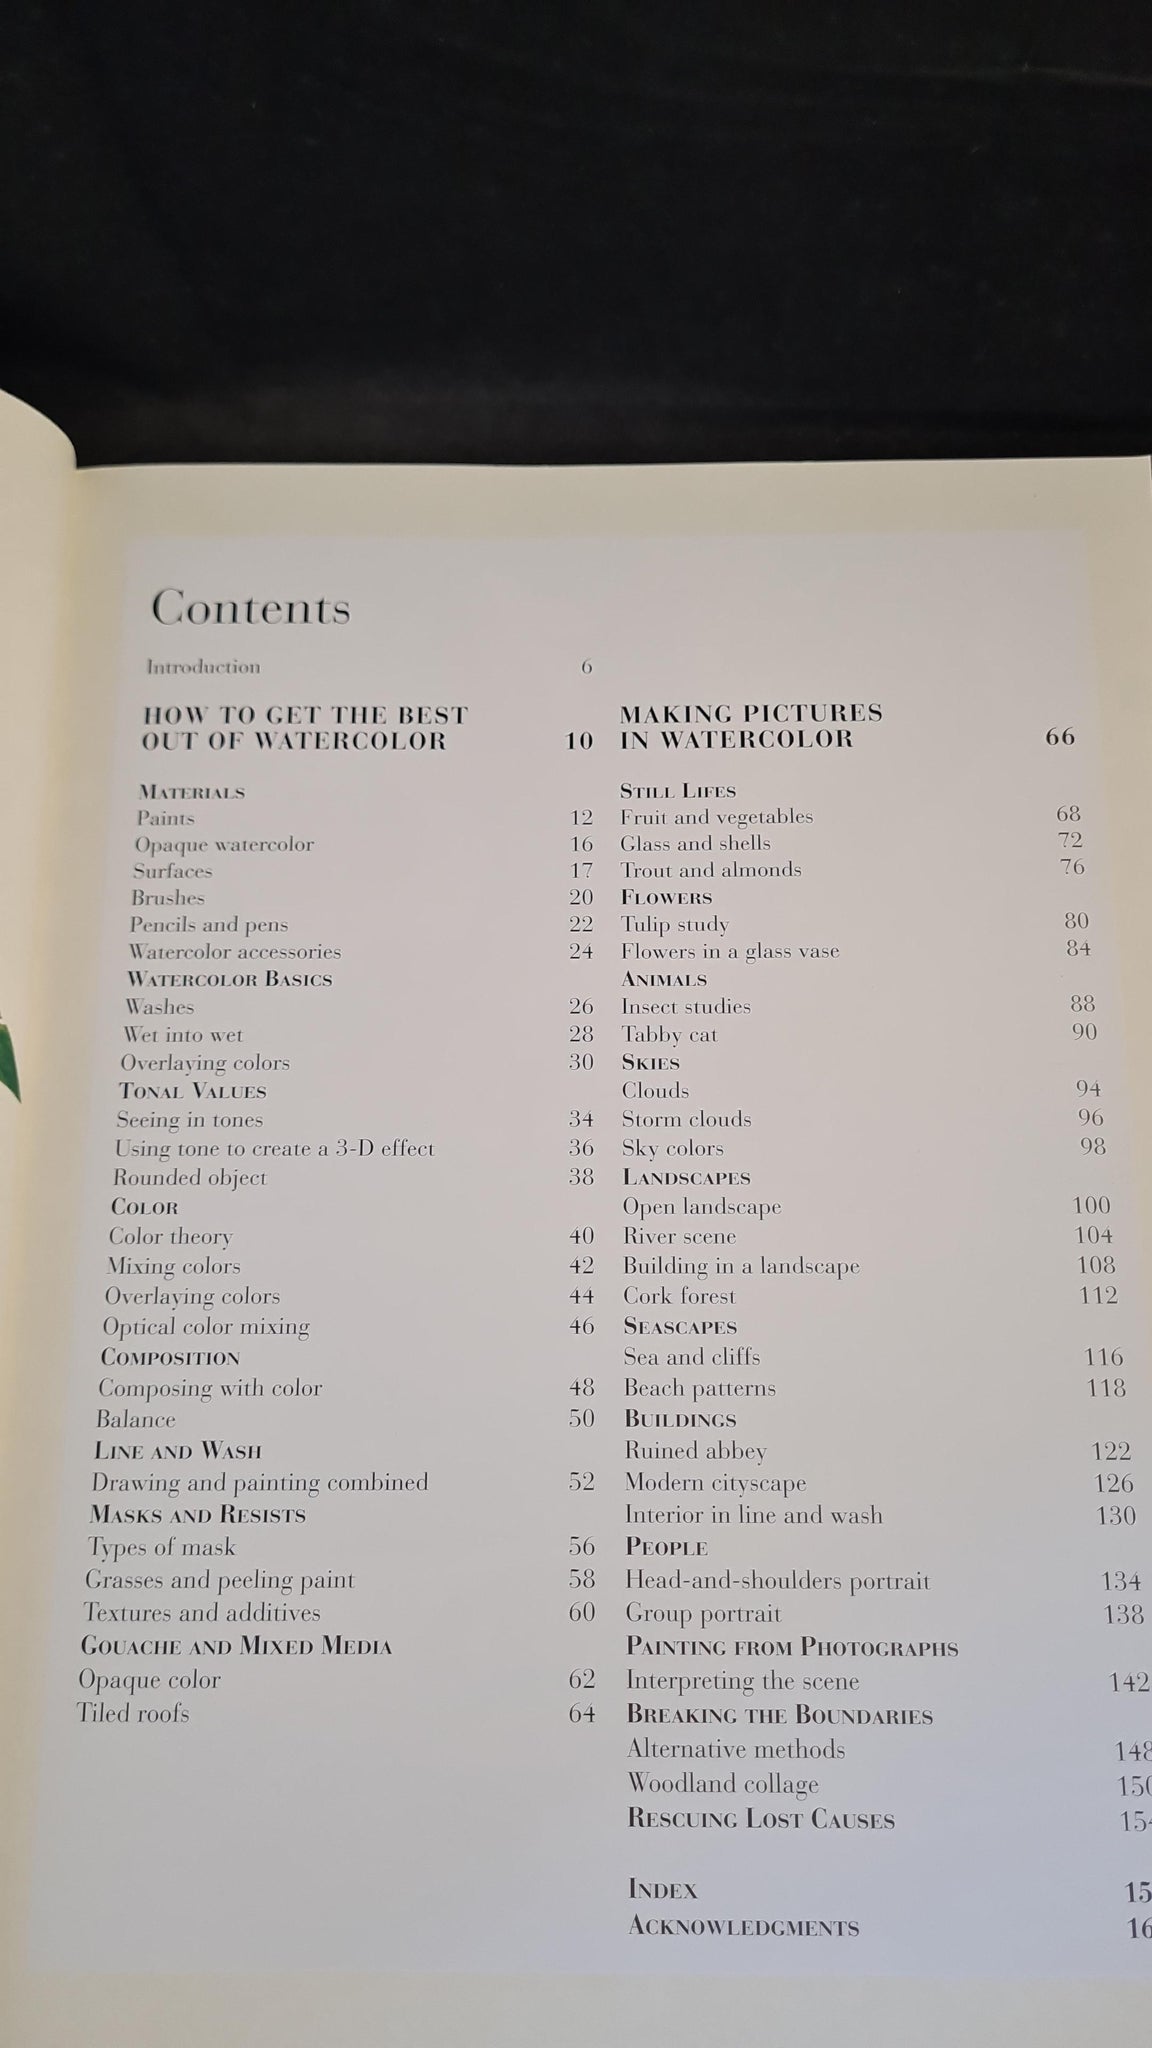 Contents
Introduction 6
HOW TO GET THE BEST
OUT OF WATERCOLOR 10
MATERIALS
Paints 12
Opaque watercolor 16
Surfaces 17
Brushes 20
Pencils and pens 22
Watercolor accessories 24
WATERCOLOR BASICS
Washes 26
Wet into wet 28
Overlaying colors 30
TONAL VALUES
Seeing in tones 34
Using tone to create a 3-D effect 36
Rounded object 38
COLOR
Color theory 40
Mixing colors 42
Overlaying colors 44
Optical color mixing 46
COMPOSITION
Composing with color 48
Balance 50
LINE AND WASH
Drawing and painting combined 52
MASKS AND RESISTS
Types of mask 56
Grasses and peeling paint 58
Textures and additives 60
GOUACHE AND MIXED MEDIA
Opaque color 62
Tiled roofs 64
MAKING PICTURES
IN WATERCOLOR 66
STILL LIFES
Fruit and vegetables 68
Glass and shells 72
Trout and almonds 76
FLOWERS
Tulip study 80
Flowers in a glass vase 84
ANIMALS
Insect studies 88
Tabby cat 90
SKIES
Clouds 94
Storm clouds 96
Sky colors 98
LANDSCAPES
Open landscape 100
River scene 104
Building in a landscape 108
Cork forest 112
SEASCAPES
Sea and cliffs 116
Beach patterns 118
BUILDINGS
Ruined abbey 122
Modern cityscape 126
Interior in line and wash 130
PEOPLE
Head-and-shoulders portrait 134
Group portrait 138
PAINTING FROM PHOTOGRAPHS
Interpreting the scene 142
BREAKING THE BOUNDARIES
Alternative methods 148
Woodland collage 150
RESCUING LOST CAUSES 154
INDEX
ACKNOWLEDGMENTS